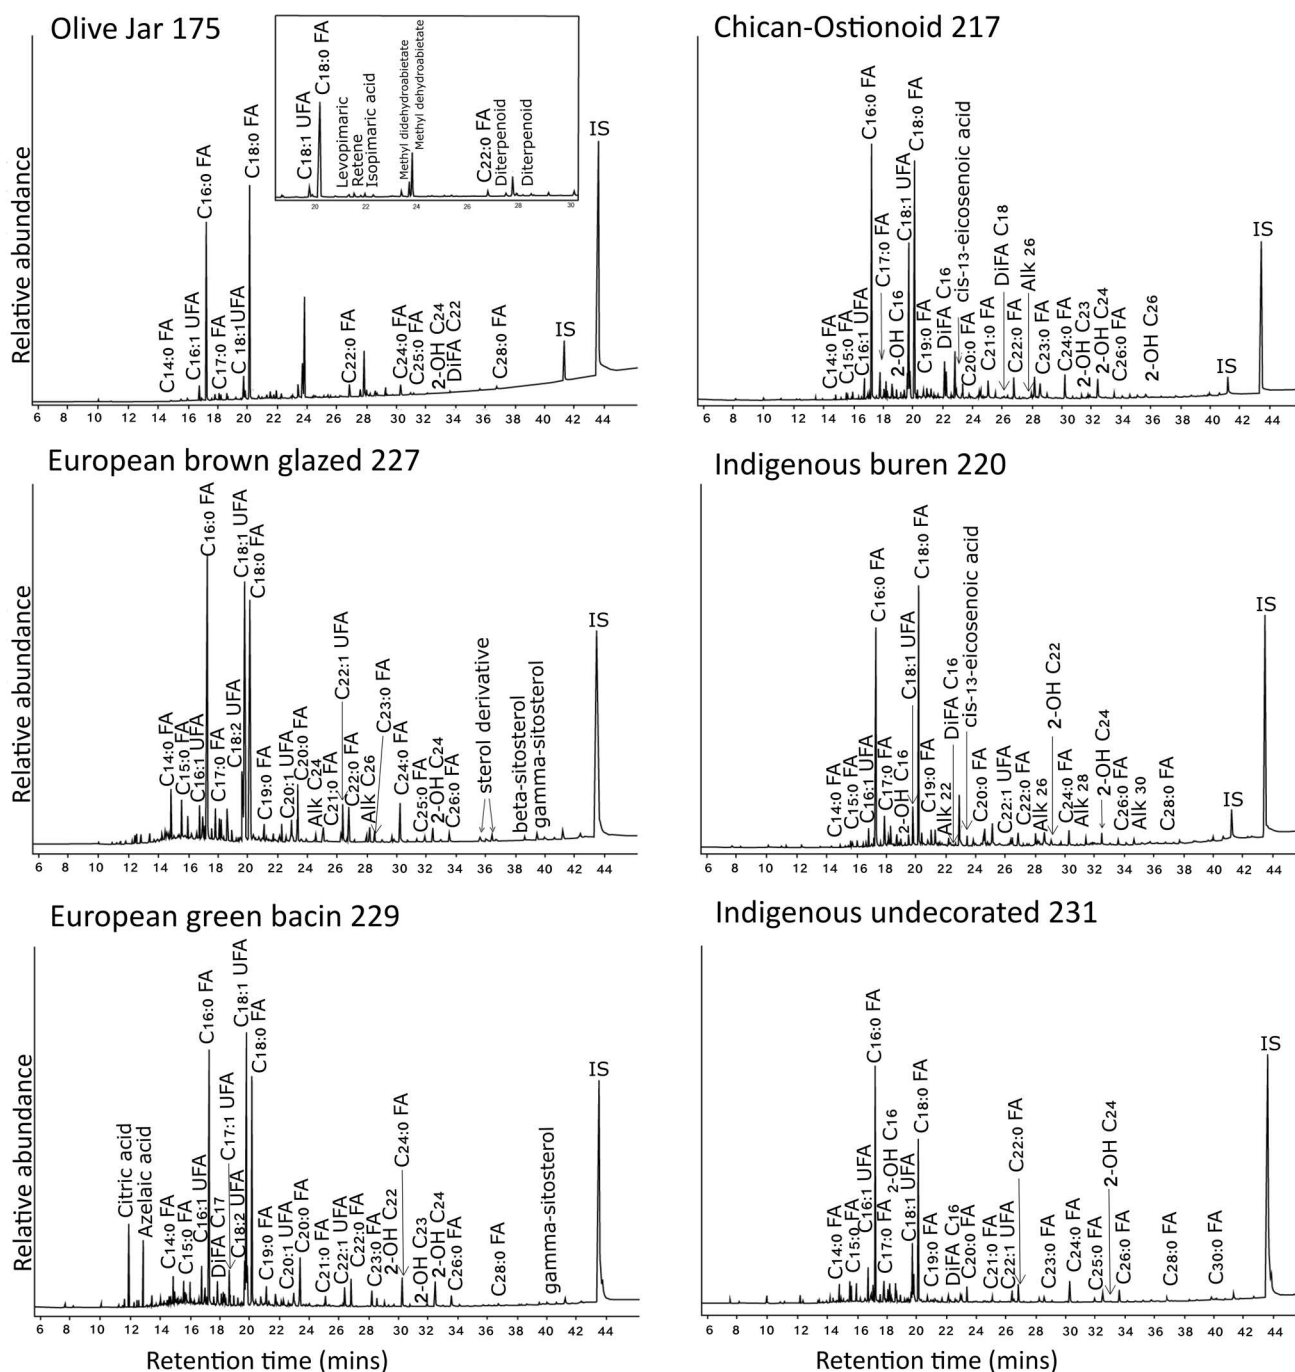 Olive Jar 175
Relative abundance
C14:0 FA
C16:1 UFA
C16:0 FA
C17:0 FA
C 18:1UFA
C18:0 FA
C22:0 FA
C24:0 FA
C25:0 FA
2-OH C24
DiFA C22
C28:0 FA
IS
IS
6 8 10 12 14 16 18 20 22 24 26 28 30 32 34 36 38 40 42 44
C18:1 UFA
C18:0 FA
Levopimaric
Retene
Isopimaric acid
Methyl didehydroabietate
Methyl dehydroabietate
C22:0 FA
Diterpenoid
Diterpenoid
20 22 24 26 28 30
Chican-Ostionoid 217
C14:0 FA
C15:0 FA
C16:1 UFA
C16:0 FA
C17:0 FA
2-OH C16
C18:1 UFA
C18:0 FA
C19:0 FA
DiFA C16
cis-13-eicosenoic acid
C20:0 FA
C21:0 FA
DiFA C18
C22:0 FA
Alk 26
C23:0 FA
C24:0 FA
2-OH C23
2-OH C24
C26:0 FA
2-OH C26
IS
IS
6 8 10 12 14 16 18 20 22 24 26 28 30 32 34 36 38 40 42 44
European brown glazed 227
Relative abundance
C14:0 FA
C15:0 FA
C16:1 UFA
C16:0 FA
C17:0 FA
C18:2 UFA
C18:1 UFA
C18:0 FA
C19:0 FA
C20:1 UFA
C20:0 FA
Alk C24
C21:0 FA
C22:1 UFA
C22:0 FA
Alk C26
C23:0 FA
C24:0 FA
C25:0 FA
2-OH C24
C26:0 FA
sterol derivative
beta-sitosterol
gamma-sitosterol
IS
6 8 10 12 14 16 18 20 22 24 26 28 30 32 34 36 38 40 42 44
Indigenous buren 220
C14:0 FA
C15:0 FA
C16:1 UFA
C16:0 FA
C17:0 FA
2-OH C16
C18:1 UFA
C18:0 FA
C19:0 FA
Alk 22
DiFA C16
cis-13-eicosenoic acid
C20:0 FA
C22:1 UFA
C22:0 FA
Alk 26
2-OH C22
C24:0 FA
Alk 28
2-OH C24
C26:0 FA
Alk 30
C28:0 FA
IS
IS
6 8 10 12 14 16 18 20 22 24 26 28 30 32 34 36 38 40 42 44
European green bacin 229
Relative abundance
Citric acid
Azelaic acid
C14:0 FA
C15:0 FA
C16:1 UFA
C16:0 FA
DiFA C17
C17:1 UFA
C18:2 UFA
C18:1 UFA
C18:0 FA
C19:0 FA
C20:1 UFA
C20:0 FA
C21:0 FA
C22:1 UFA
C22:0 FA
C23:0 FA
2-OH C22
C24:0 FA
2-OH C23
2-OH C24
C26:0 FA
C28:0 FA
gamma-sitosterol
IS
6 8 10 12 14 16 18 20 22 24 26 28 30 32 34 36 38 40 42 44
Retention time (mins)
Indigenous undecorated 231
C14:0 FA
C15:0 FA
C16:1 UFA
C16:0 FA
C17:0 FA
2-OH C16
C18:1 UFA
C18:0 FA
C19:0 FA
DiFA C16
C20:0 FA
C21:0 FA
C22:1 UFA
C22:0 FA
C23:0 FA
C24:0 FA
C25:0 FA
2-OH C24
C26:0 FA
C28:0 FA
C30:0 FA
IS
6 8 10 12 14 16 18 20 22 24 26 28 30 32 34 36 38 40 42 44
Retention time (mins)